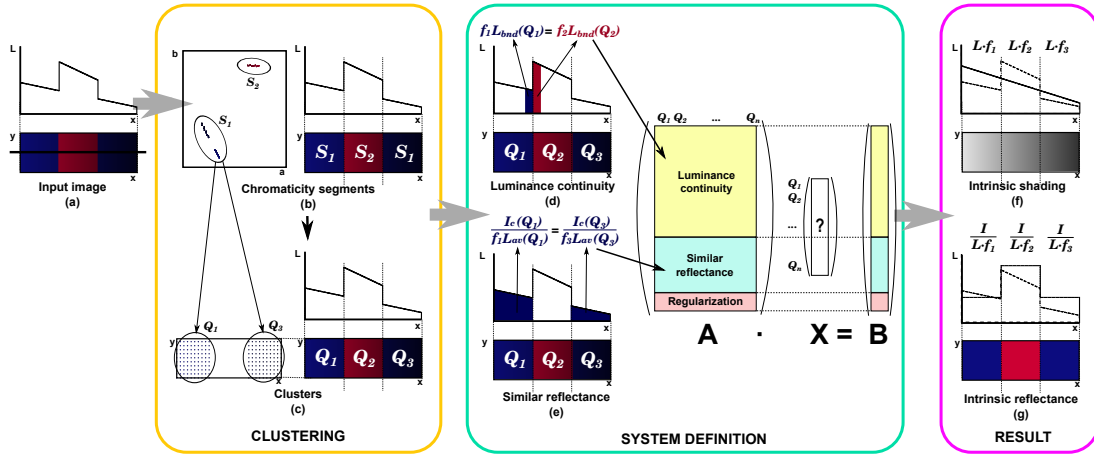 L
x
y
x
Input image
(a)
b
S2
S1
a
L
x
y
S1 S2 S1
x
Chromaticity segments
(b)
Q1 Q3
y
x
L
x
y
Q1 Q2 Q3
x
Clusters
(c)
CLUSTERING
f1Lbnd(Q1) = f2Lbnd(Q2)
L
x
y
Q1 Q2 Q3
x
Luminance continuity
(d)
Ic(Q1) Ic(Q3)
=
f1Lav(Q1) f3Lav(Q3)
L
x
y
Q1 Q2 Q3
x
Similar reflectance
(e)
Q1 Q2 ... Qn
Luminance
continuity
Similar
reflectance
Regularization
Q1
Q2
...
Qn
?
A · X = B
SYSTEM DEFINITION
L·f1 L·f2 L·f3
L
x
y
x
Intrinsic shading
(f)
I I I
L·f1 L·f2 L·f3
L
x
y
x
Intrinsic reflectance
(g)
RESULT